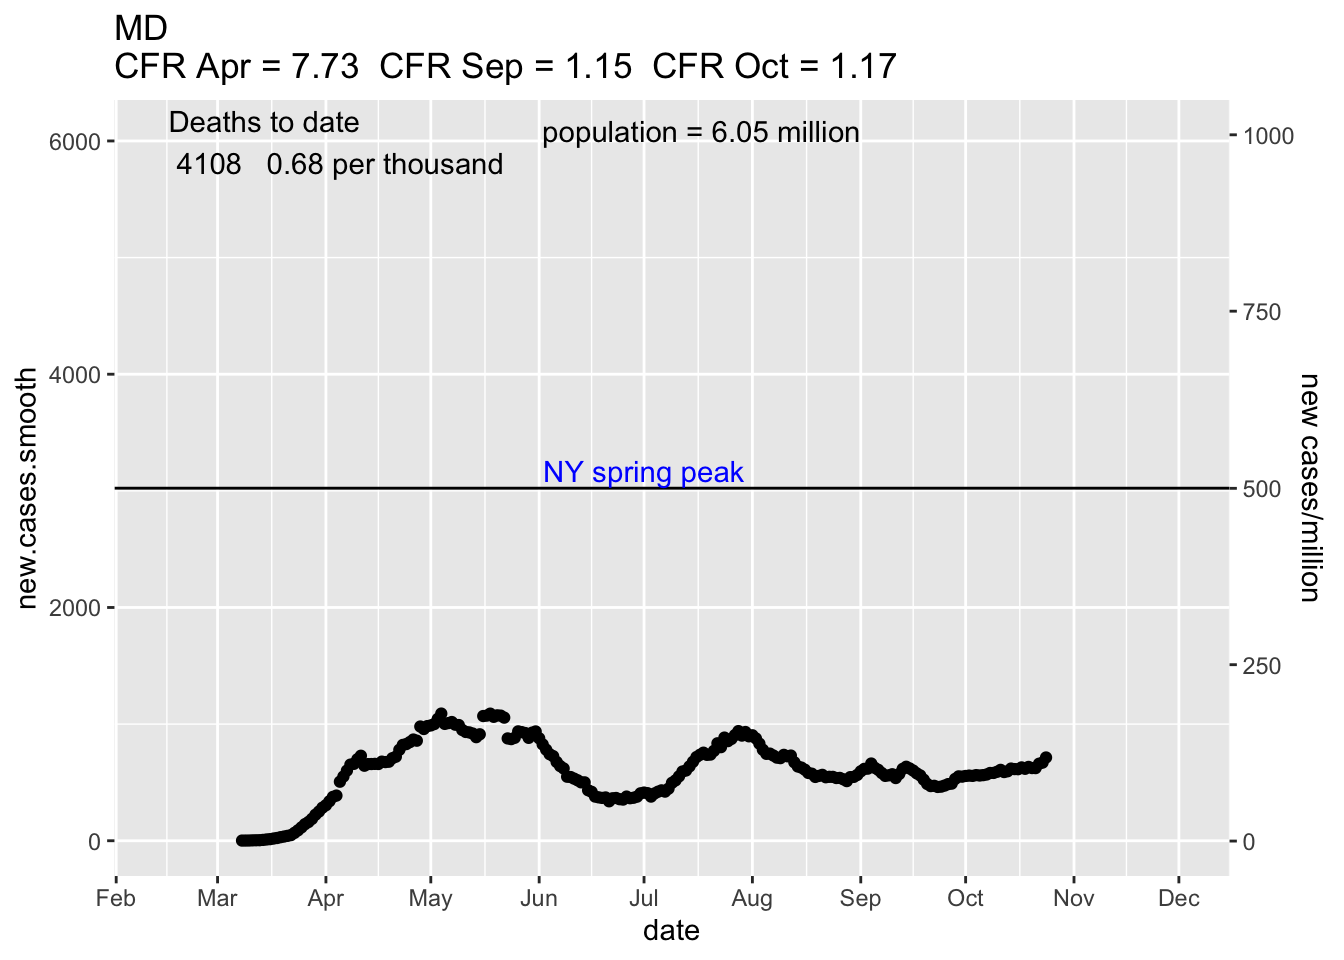 MD
CFR Apr = 7.73  CFR Sep = 1.15  CFR Oct = 1.17
Deaths to date
4108   0.68 per thousand
population = 6.05 million
NY spring peak
new.cases.smooth
6000
4000
2000
0
new cases/million
1000
750
500
250
0
Feb Mar Apr May Jun Jul Aug Sep Oct Nov Dec
date